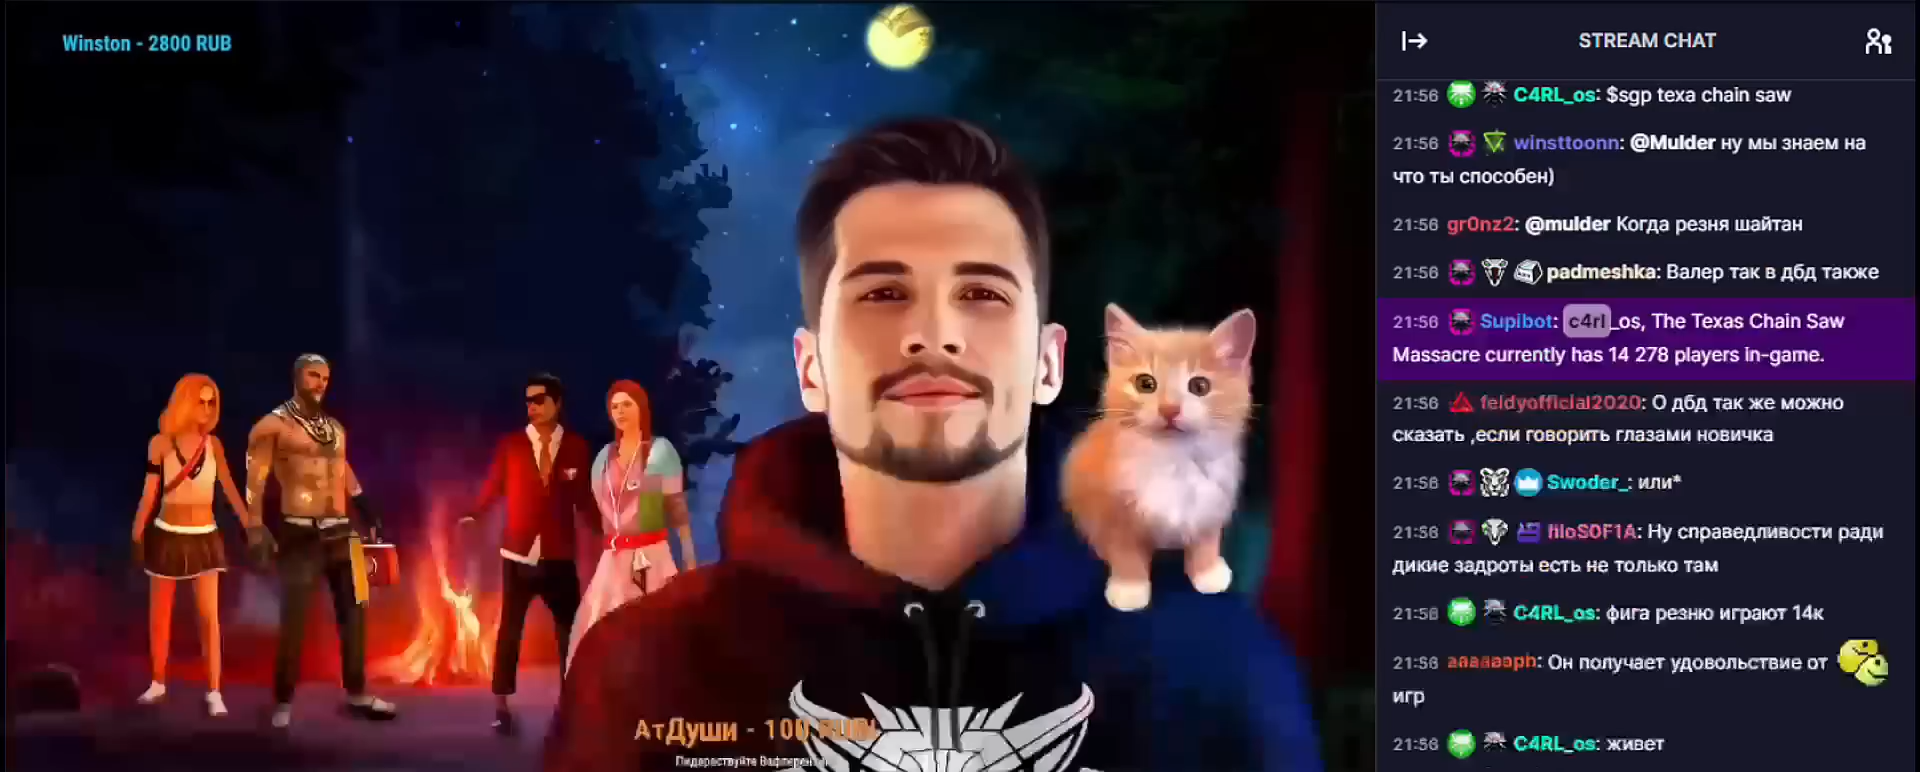 Winston - 2800 RUB
АтДуши - 100 RUB!
STREAM CHAT
21:56 C4RL_os: $sgp texa chain saw
21:56 winsttoonn: @Mulder ну мы знаем на
что ты способен)
21:56 gr0nz2: @mulder Когда резня шайтан
21:56 padmeshka: Валер так в дбд также
21:56 Supibot: c4rl_os, The Texas Chain Saw
Massacre currently has 14 278 players in-game.
21:56 feldyofficial2020: О дбд так же можно
сказать ,если говорить глазами новичка
21:56 Swoder_: или*
21:56 filoS0F1A: Ну справедливости ради
дикие задроты есть не только там
21:56 C4RL_os: фига резню играют 14к
21:56 Он получает удовольствие от
игр
21:56 C4RL_os: живет